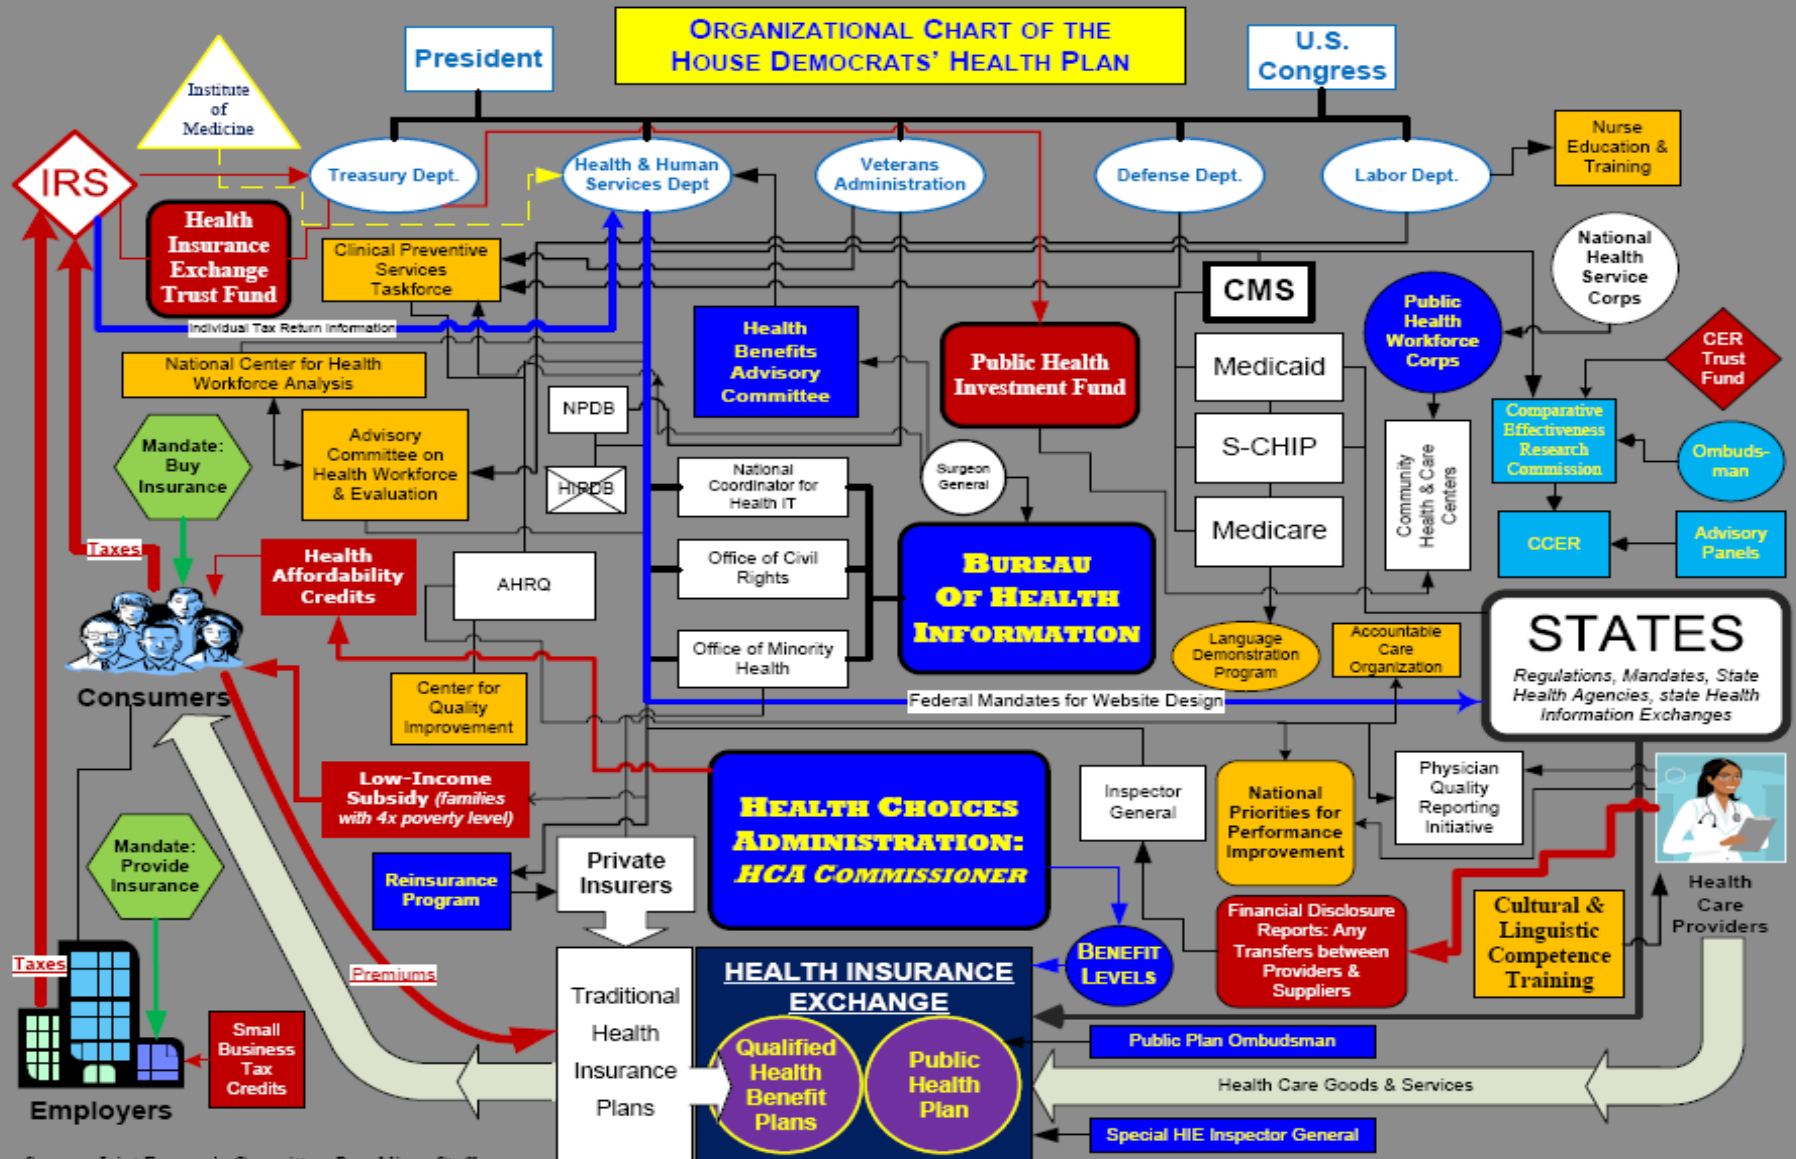 ORGANIZATIONAL CHART OF THE
HOUSE DEMOCRATS' HEALTH PLAN
President
U.S.
Congress
Institute
of
Medicine
IRS
Treasury Dept.
Health & Human
Services Dept
Veterans
Administration
Defense Dept.
Labor Dept.
Nurse
Education &
Training
Health
Insurance
Exchange
Trust Fund
Clinical Preventive
Services
Taskforce
Individual Tax Return Information
National Center for Health
Workforce Analysis
Health
Benefits
Advisory
Committee
Public Health
Investment Fund
CMS
Medicaid
S-CHIP
Medicare
Public
Health
Workforce
Corps
National
Health
Service
Corps
CER
Trust
Fund
Comparative
Effectiveness
Research
Commission
Ombuds-
man
CCER
Advisory
Panels
Community
Health & Care
Centers
Mandate:
Buy
Insurance
Advisory
Committee on
Health Workforce
& Evaluation
NPDB
HIPDB
National
Coordinator for
Health IT
Surgeon
General
Office of Civil
Rights
Office of Minority
Health
BUREAU
OF HEALTH
INFORMATION
Taxes
Health
Affordability
Credits
AHRQ
Consumers
Center for
Quality
Improvement
Language
Demonstration
Program
Accountable
Care
Organization
STATES
Regulations, Mandates, State
Health Agencies, state Health
Information Exchanges
Federal Mandates for Website Design
Low-Income
Subsidy (families
with 4x poverty level)
HEALTH CHOICES
ADMINISTRATION:
HCA COMMISSIONER
Inspector
General
National
Priorities for
Performance
Improvement
Physician
Quality
Reporting
Initiative
Health
Care
Providers
Mandate:
Provide
Insurance
Reinsurance
Program
Private
Insurers
Financial Disclosure
Reports: Any
Transfers between
Providers &
Suppliers
Cultural &
Linguistic
Competence
Training
BENEFIT
LEVELS
Taxes
Premiums
Traditional
Health
Insurance
Plans
HEALTH INSURANCE
EXCHANGE
Qualified
Health
Benefit
Plans
Public
Health
Plan
Public Plan Ombudsman
Health Care Goods & Services
Special HIE Inspector General
Small
Business
Tax
Credits
Employers